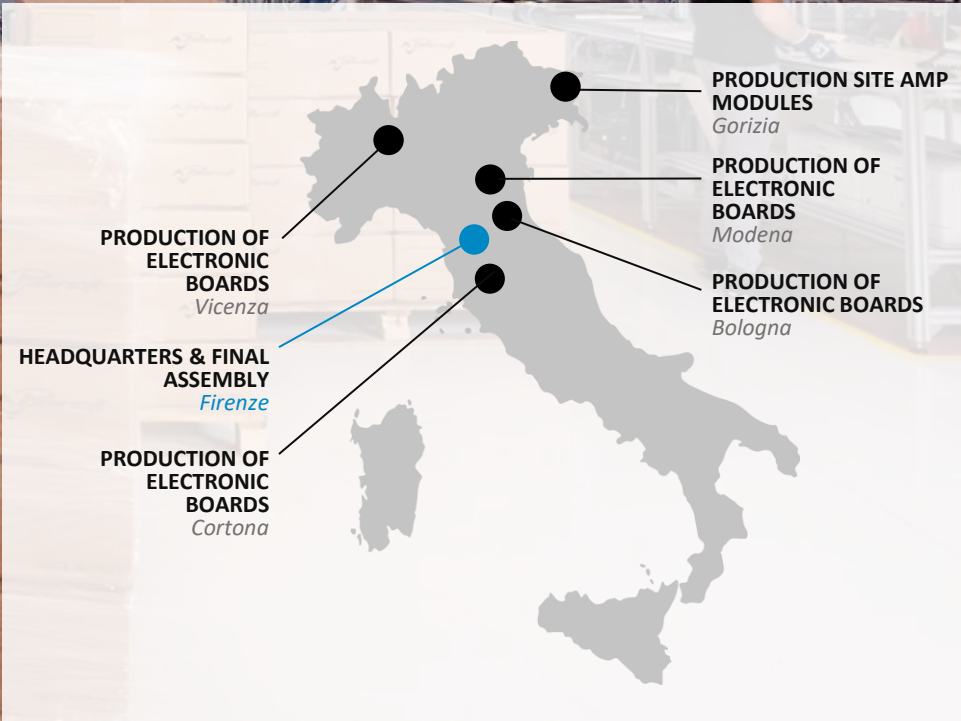 PRODUCTION SITE AMP
MODULES
Gorizia
PRODUCTION OF
ELECTRONIC
BOARDS
Modena
PRODUCTION OF
ELECTRONIC BOARDS
Bologna
PRODUCTION OF
ELECTRONIC
BOARDS
Vicenza
HEADQUARTERS & FINAL
ASSEMBLY
Firenze
PRODUCTION OF
ELECTRONIC
BOARDS
Cortona